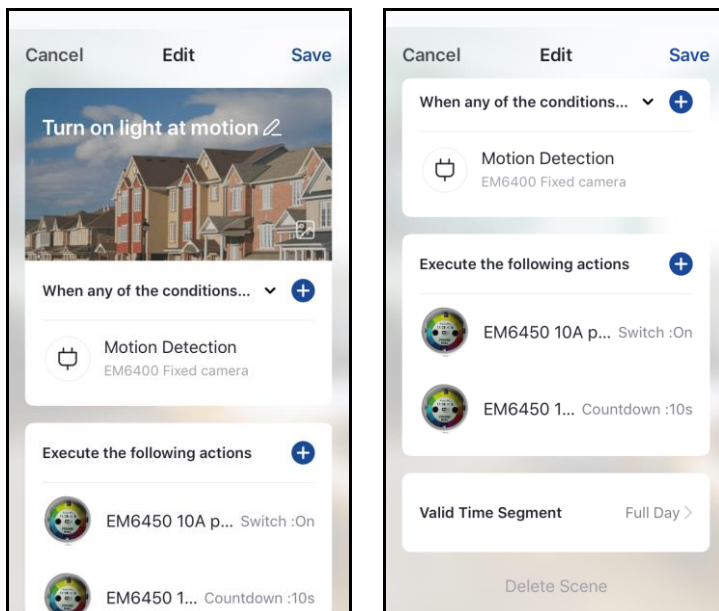 Cancel Edit Save
Turn on light at motion
When any of the conditions...
Motion Detection
EM6400 Fixed camera
Execute the following actions
EM6450 10A p... Switch :On
EM6450 1... Countdown :10s
Cancel Edit Save
When any of the conditions...
Motion Detection
EM6400 Fixed camera
Execute the following actions
EM6450 10A p... Switch :On
EM6450 1... Countdown :10s
Valid Time Segment Full Day >
Delete Scene